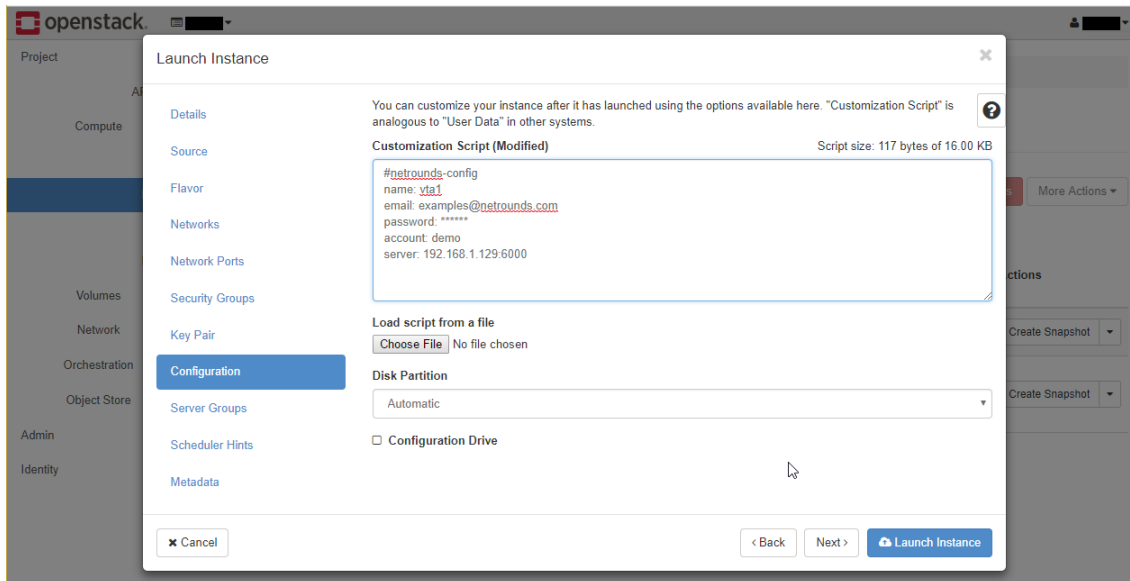 openstack.
Project
AP
Compute
Volumes
Network
Orchestration
Object Store
Admin
Identity
Launch Instance
Details
Source
Flavor
Networks
Network Ports
Security Groups
Key Pair
Configuration
Server Groups
Scheduler Hints
Metadata
You can customize your instance after it has launched using the options available here. "Customization Script" is
analogous to "User Data" in other systems.
Customization Script (Modified) Script size: 117 bytes of 16.00 KB
#netrounds-config
name: vta1
email: examples@netrounds.com
password: ******
account: demo
server: 192.168.1.129:6000
Load script from a file
Choose File No file chosen
Disk Partition
Automatic
Configuration Drive
Cancel
< Back
Next >
Launch Instance
s
More Actions
ctions
Create Snapshot
Create Snapshot